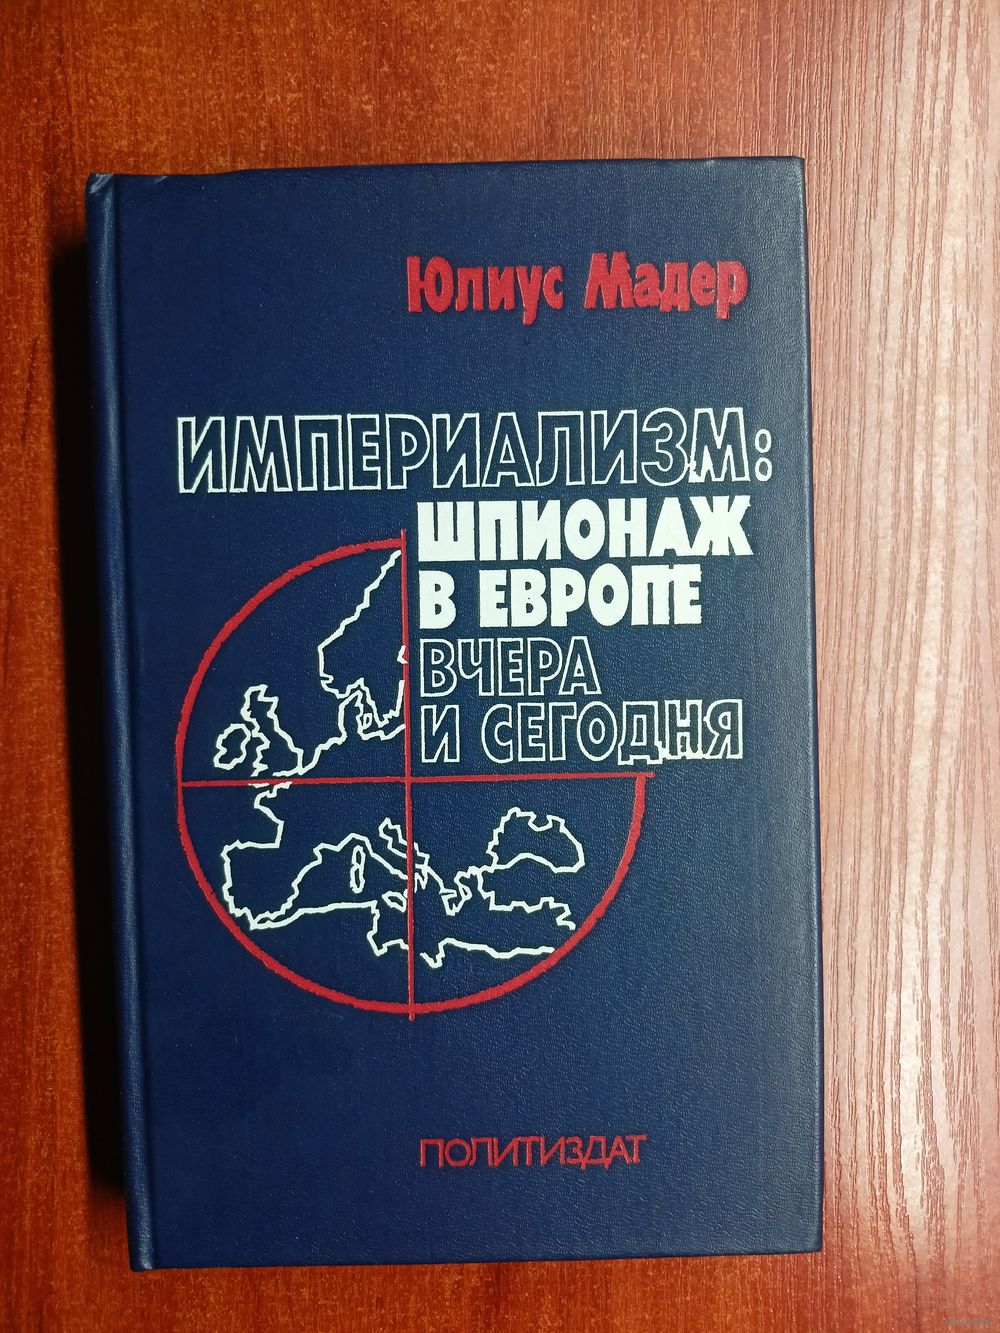 Юлиус Мадер
ИМПЕРИАЛИЗМ:
ШПИОНАЖ
В ЕВРОПЕ
ВЧЕРА
И СЕГОДНЯ
ПОЛИТИЗДАТ